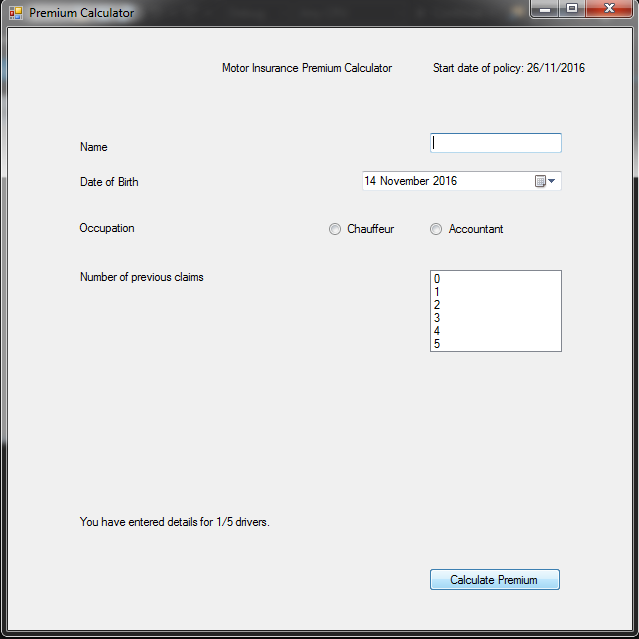 Premium Calculator
Motor Insurance Premium Calculator Start date of policy: 26/11/2016
Name
Date of Birth 14 November 2016
Occupation Chauffeur Accountant
Number of previous claims 0
1
2
3
4
5
You have entered details for 1/5 drivers.
Calculate Premium